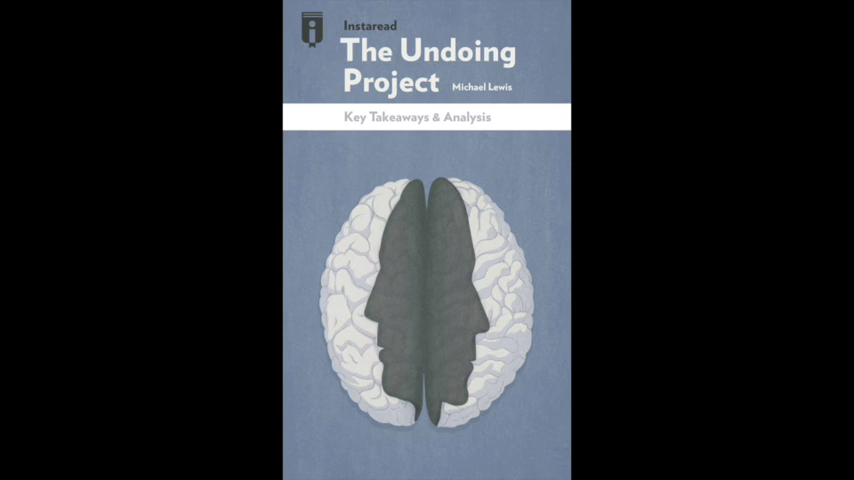 Instaread
The Undoing
Project Michael Lewis
Key Takeaways & Analysis